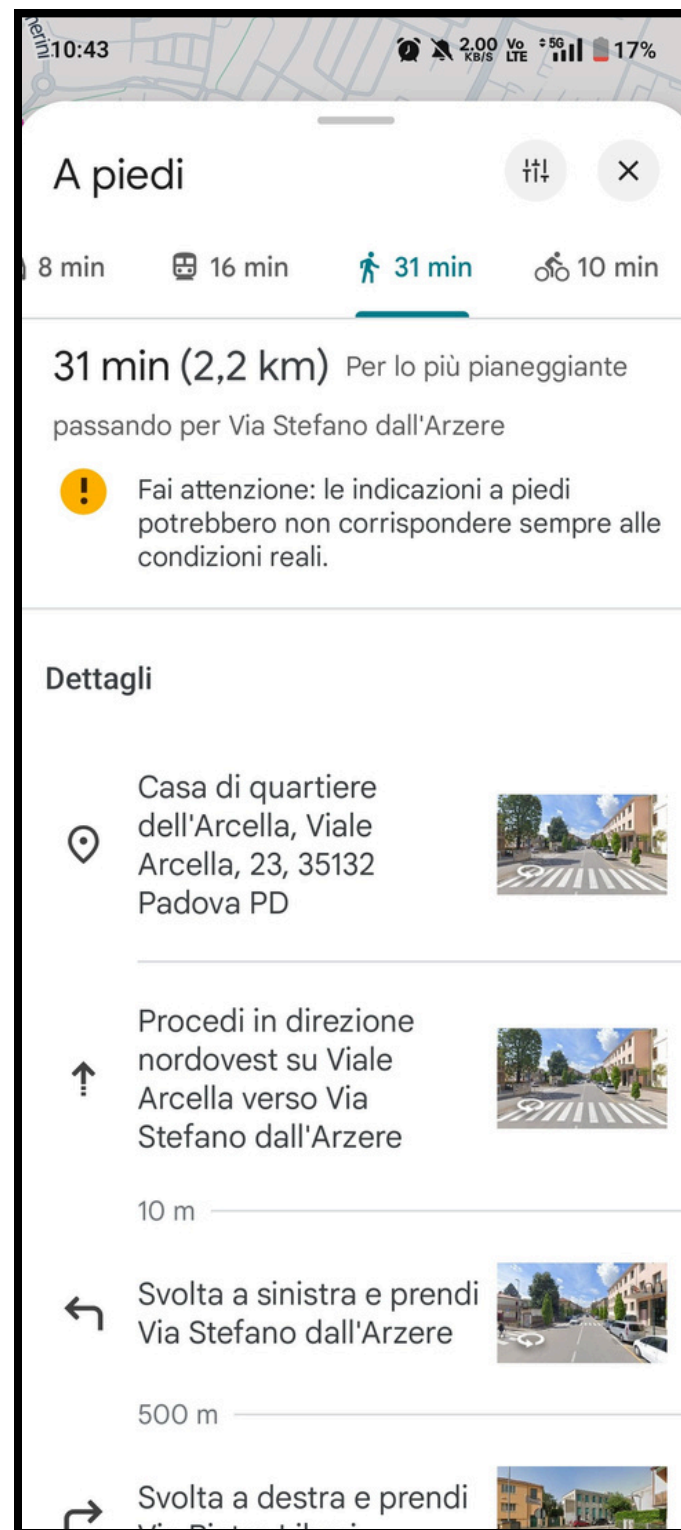 10:43
2.00 KB/S Vo LTE 5G 17%
A piedi
8 min 16 min 31 min 10 min
31 min (2,2 km) Per lo più pianeggiante
passando per Via Stefano dall'Arzere
Fai attenzione: le indicazioni a piedi
potrebbero non corrispondere sempre alle
condizioni reali.
Dettagli
Casa di quartiere
dell'Arcella, Viale
Arcella, 23, 35132
Padova PD
Procedi in direzione
nordovest su Viale
Arcella verso Via
Stefano dall'Arzere
10 m
Svolta a sinistra e prendi
Via Stefano dall'Arzere
500 m
Svolta a destra e prendi